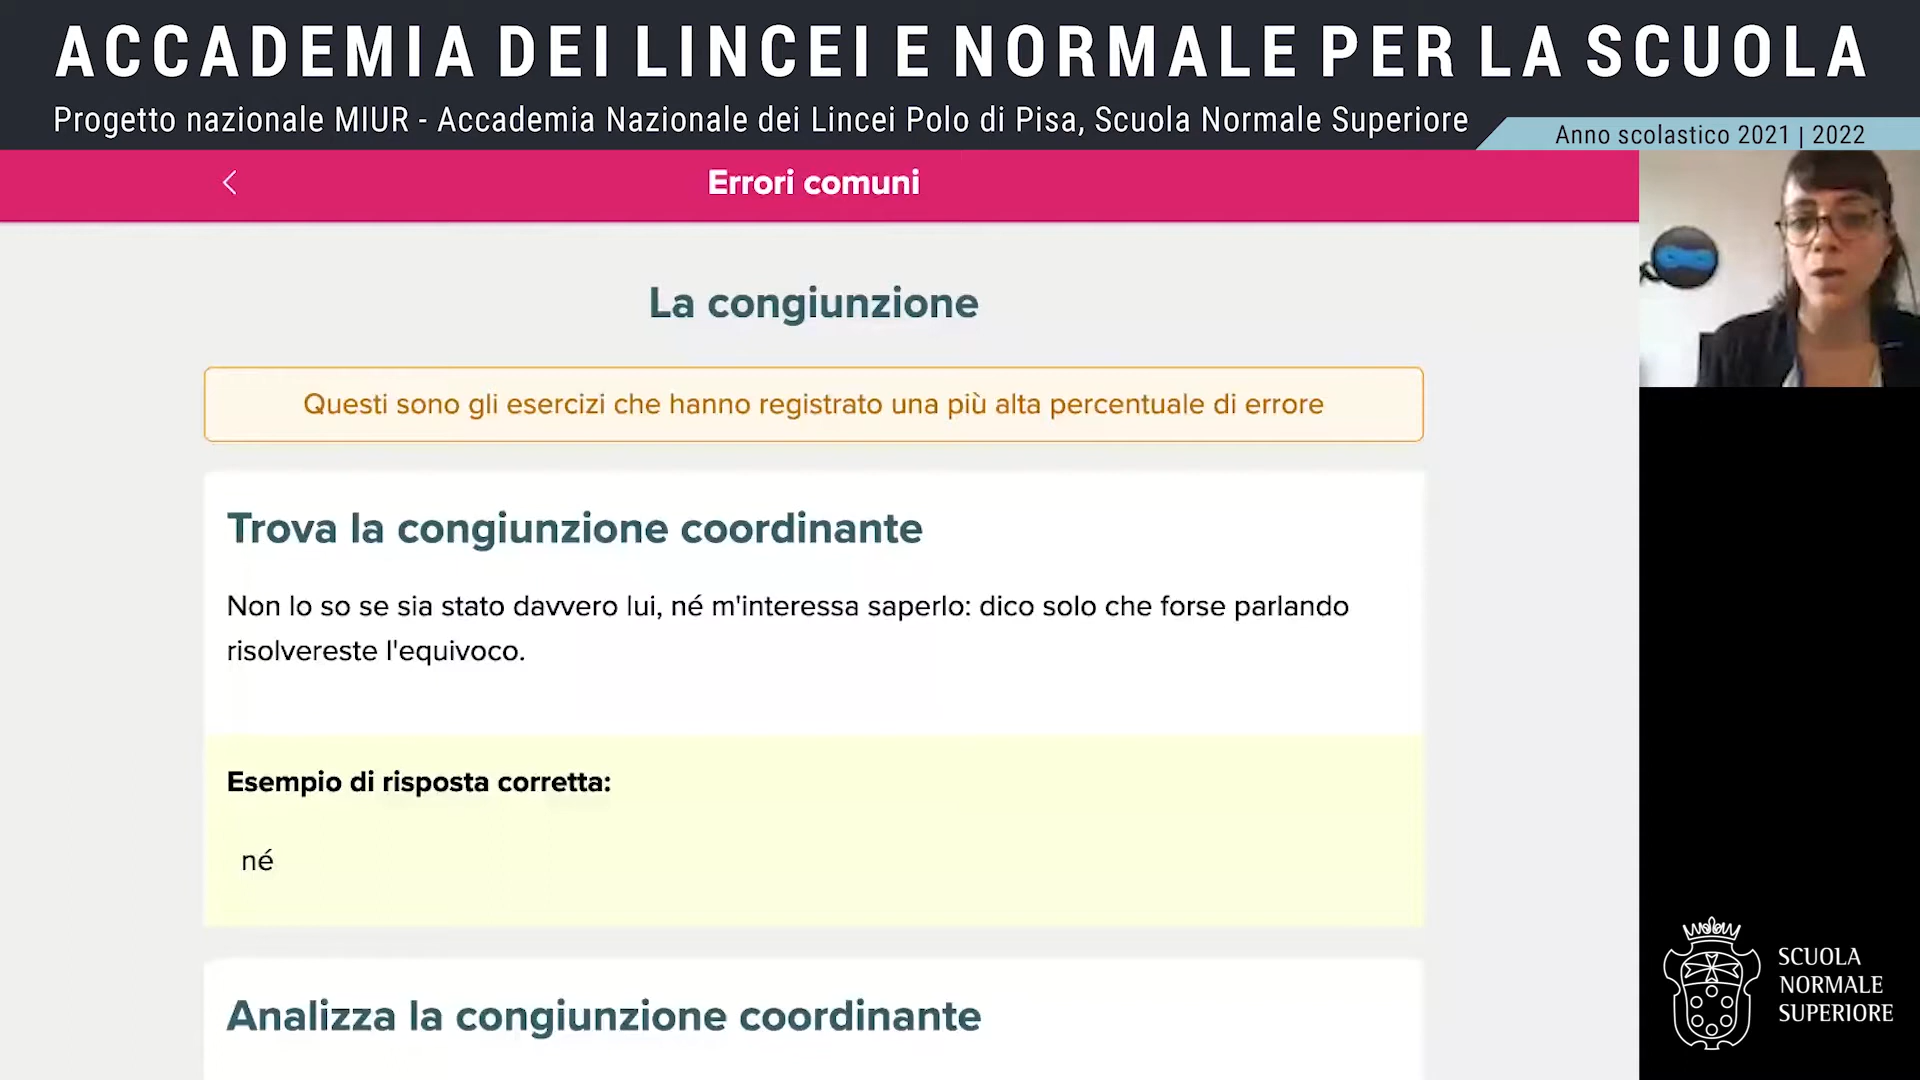 ACCADEMIA DEI LINCEI E NORMALE PER LA SCUOLA
Progetto nazionale MIUR - Accademia Nazionale dei Lincei Polo di Pisa, Scuola Normale Superiore
Anno scolastico 2021 | 2022
Errori comuni
La congiunzione
Questi sono gli esercizi che hanno registrato una più alta percentuale di errore
Trova la congiunzione coordinante
Non lo so se sia stato davvero lui, né m'interessa saperlo: dico solo che forse parlando
risolvereste l'equivoco.
Esempio di risposta corretta:
né
Analizza la congiunzione coordinante
SCUOLA
NORMALE
SUPERIORE